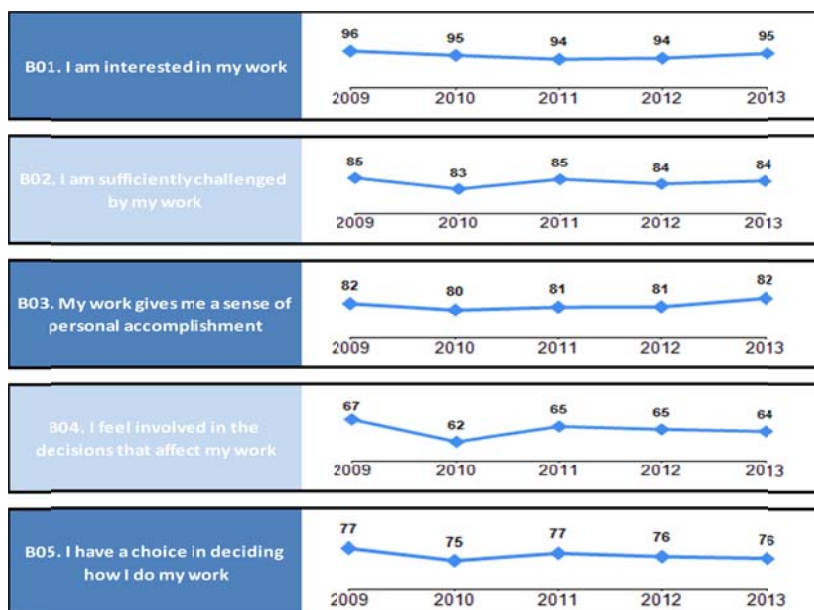 96 95 94 94 95
B01. I am interested in my work
2009 2010 2011 2012 2013
85 83 85 84 84
B02. I am sufficiently challenged
by my work
2009 2010 2011 2012 2013
82 80 81 81 82
B03. My work gives me a sense of
personal accomplishment
2009 2010 2011 2012 2013
67 62 65 65 64
B04. I feel involved in the
decisions that affect my work
2009 2010 2011 2012 2013
77 75 77 76 76
B05. I have a choice in deciding
how I do my work
2009 2010 2011 2012 2013